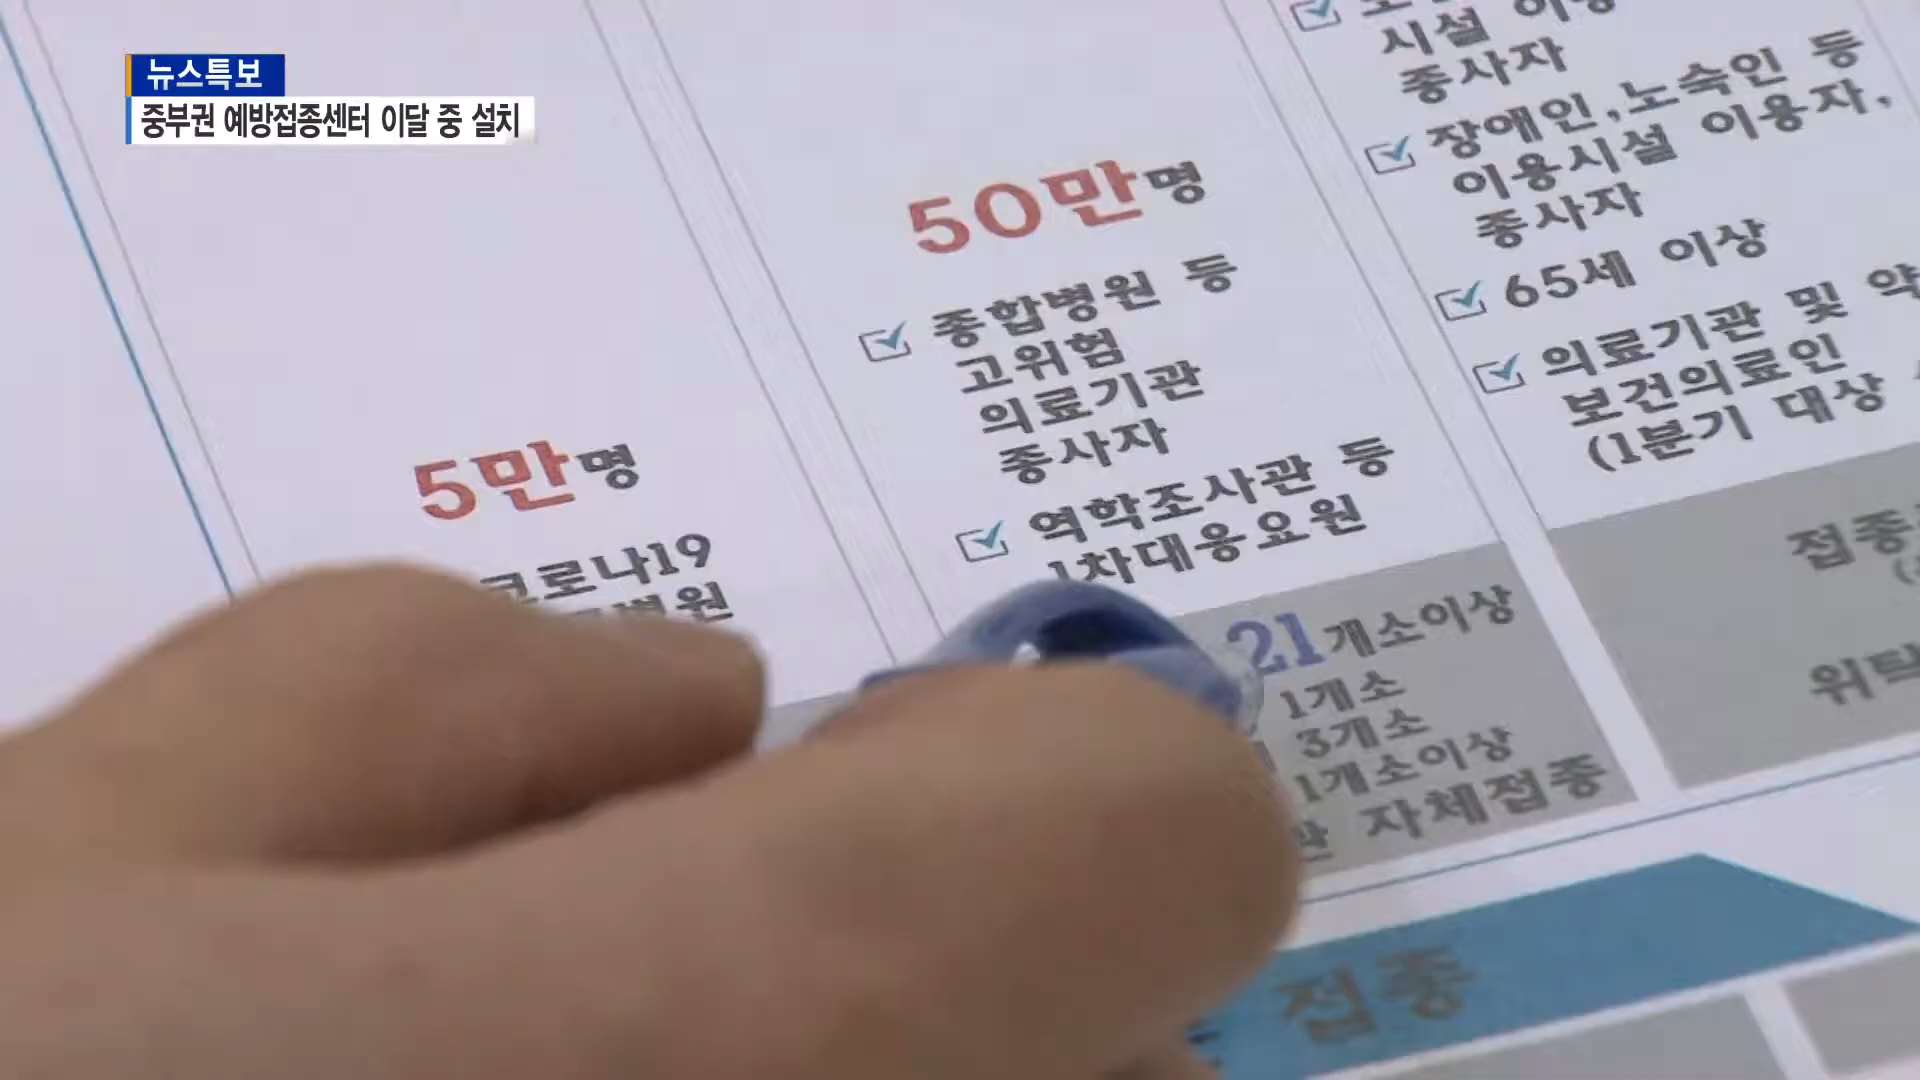 뉴스특보
중부권 예방접종센터 이달 중 설치
5만명
코로나19
병원
50만명
종합병원 등
고위험
의료기관
종사자
역학조사관 등
1차대응요원
21개소이상
1개소
3개소
1개소이상
자체접종
시설
종사자
장애인,노숙인 등
이용시설 이용자,
종사자
65세 이상
의료기관 및 약
보건의료인
(1분기 대상
접종
위탁
접종